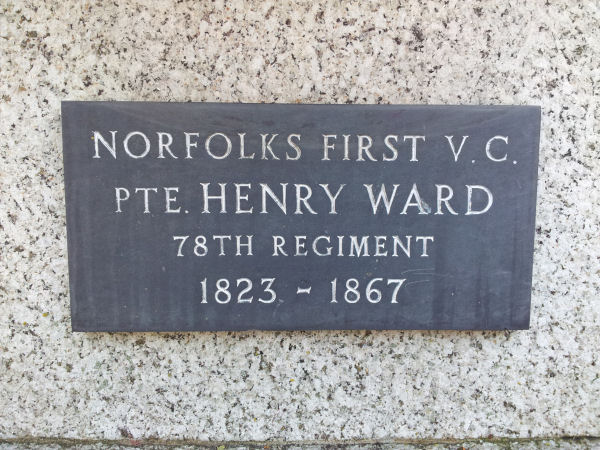 NORFOLKS FIRST V.C.
PTE. HENRY WARD
78TH REGIMENT
1823 - 1867